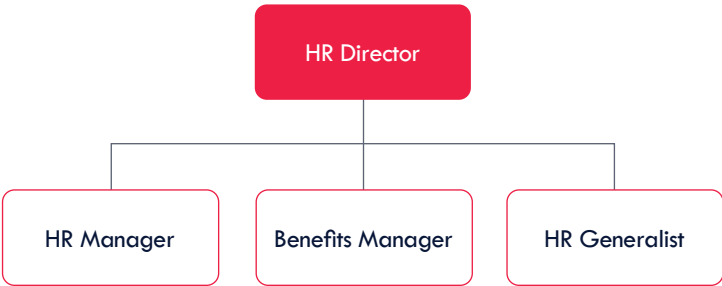 HR Director
HR Manager
Benefits Manager
HR Generalist